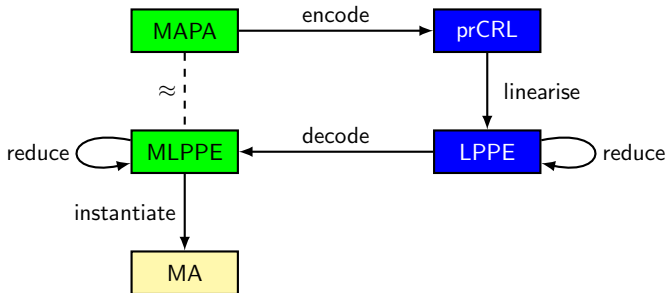 encode
MAPA
prCRL
≈
linearise
decode
reduce
MLPPE
LPPE
reduce
instantiate
MA